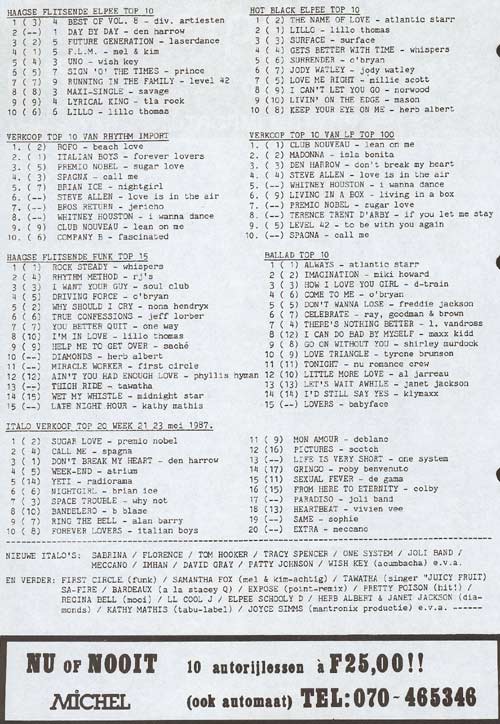 HAAGSE FLITSENDE ELPEE TOP 10
1 ( 3) 4 BEST OF VOL. 8 - div. artiesten
2 (--) 1 DAY BY DAY - den harrow
3 ( 2) 5 FUTURE GENERATION - laserdance
4 ( 1) 5 F.L.M. - mel & kim
5 ( 4) 3 UNO - wish key
6 ( 5) 7 SIGN 'O' THE TIMES - prince
7 ( 7) 9 RUNNING IN THE FAMILY - level 42
8 ( 8) 3 MAXI-SINGLE - savage
9 ( 9) 4 LYRICAL KING - tla rock
10 ( 6) 6 LILLO - lillo thomas
HOT BLACK ELPEE TOP 10
1 ( 2) THE NAME OF LOVE - atlantic starr
2 ( 1) LILLO - lillo thomas
3 ( 3) SURFACE - surface
4 ( 4) GETS BETTER WITH TIME - whispers
5 ( 6) SURRENDER - o'bryan
6 ( 7) JODY WATLEY - jody watley
7 ( 5) LOVE ME RIGHT - millie scott
8 ( 9) I CAN'T LET YOU GO - norwood
9 (10) LIVIN' ON THE EDGE - mason
10 ( 8) KEEP YOUR EYE ON ME - herb albert
VERKOOP TOP 10 VAN RHYTHM IMPORT
1. ( 2) ROFO - beach love
2. ( 1) ITALIAN BOYS - forever lovers
3. ( 5) PREMIO NOBEL - sugar love
4. ( 3) SPAGNA - call me
5. ( 7) BRIAN ICE - nightgirl
6. (--) STEVE ALLEN - love is in the air
7. (--) BROS RETURN - jericho
8. (--) WHITNEY HOUSTON - i wanna dance
9. ( 9) CLUB NOUVEAU - lean on me
10. ( 6) COMPANY B - fascinated
VERKOOP TOP 10 VAN LP TOP 100
1. ( 1) CLUB NOUVEAU - lean on me
2. ( 2) MADONNA - isla bonita
3. ( 3) DEN HARROW - don't break my heart
4. ( 4) STEVE ALLEN - love is in the air
5. (--) WHITNEY HOUSTON - i wanna dance
6. ( 9) LIVING IN A BOX - living in a box
7. (--) PREMIO NOBEL - sugar love
8. (--) TERENCE TRENT D'ARBY - if you let me stay
9. ( 5) LEVEL 42 - to be with you again
10. (--) SPAGNA - call me
HAAGSE FLITSENDE FUNK TOP 15
1 ( 1) ROCK STEADY - whispers
2 ( 4) RHYTHM METHOD - rj's
3 ( 3) I WANT YOUR GUY - soul club
4 ( 5) DRIVING FORCE - o'bryan
5 ( 2) WHY SHOULD I CRY - nona hendryx
6 ( 6) TRUE CONFESSIONS - jeff lorber
7 ( 7) YOU BETTER QUIT - one way
8 (10) I'M IN LOVE - lillo thomas
9 ( 9) HELP ME TO GET OVER - saché
10 (--) DIAMONDS - herb albert
11 (--) MIRACLE WORKER - first circle
12 (12) AIN'T YOU HAD ENOUGH LOVE - phyllis hyman
13 (--) THIGH RIDE - tawatha
14 (15) WET MY WHISTLE - midnight star
15 (--) LATE NIGHT HOUR - kathy mathis
BALLAD TOP 10
1 ( 1) ALWAYS - atlantic starr
2 ( 2) IMAGINATION - miki howard
3 ( 3) HOW I LOVE YOU GIRL - d-train
4 ( 6) COME TO ME - o'bryan
5 ( 5) DON'T WANNA LOSE - freddie jackson
6 ( 7) CELEBRATE - ray, goodman & brown
7 ( 4) THERE'S NOTHING BETTER - l. vandross
8 (12) I CAN DO BAD BY MYSELF - maxx kidd
9 ( 8) GO ON WITHOUT YOU - shirley murdock
10 ( 9) LOVE TRIANGLE - tyrone brunson
11 (11) TONIGHT - nu romance crew
12 (10) LITTLE MORE LOVE - al jarreau
13 (13) LET'S WAIT AWHILE - janet jackson
14 (14) I'D STILL SAY YES - klymaxx
15 (--) LOVERS - babyface
ITALO VERKOOP TOP 20 WEEK 21 23 mei 1987.
1 ( 2) SUGAR LOVE - premio nobel
2 ( 4) CALL ME - spagna
3 ( 1) DON'T BREAK MY HEART - den harrow
4 ( 5) WEEK-END - atrium
5 (14) YETI - radiorama
6 ( 6) NIGHTGIRL - brian ice
7 ( 3) SPACE TROUBLE - why not
8 (10) BANDELERO - b blase
9 ( 7) RING THE BELL - alan barry
10 ( 8) FOREVER LOVERS - italian boys
11 ( 9) MON AMOUR - deblanc
12 (16) PICTURES - scotch
13 (--) LIFE IS VERY SHORT - one system
14 (17) GRINGO - roby benvenuto
15 (11) SEXUAL FEVER - de gama
16 (15) FROM HERE TO ETERNITY - colby
17 (--) PARADISO - joli band
18 (13) HEARTBEAT - vivien vee
19 (--) SAME - sophie
20 (--) EXTRA - meccano
NIEUWE ITALO'S: SABRINA / FLORENCE / TOM HOOKER / TRACY SPENCER / ONE SYSTEM / JOLI BAND /
MECCANO / IMHAN / DAVID GRAY / PATTY JOHNSON / WISH KEY (acumbacha) e.v.a.
EN VERDER: FIRST CIRCLE (funk) / SAMANTHA FOX (mel & kim-achtig) / TAWATHA (singer "JUICY FRUIT)
SA-FIRE / BARDEAUX (a la stacey Q) / EXPOSE (point-remix) / PRETTY POISON (hit!) /
REGINA BELL (mooi) / LL COOL J / ELPEE SCHOOLY D / HERB ALBERT & JANET JACKSON (dia-
monds) / KATHY MATHIS (tabu-label) / JOYCE SIMMS (mantronix productie) e.v.a. ------
NU OF NOOIT 10 autorijlessen à F25,00!!
MICHEL (ook automaat) TEL:070-465346